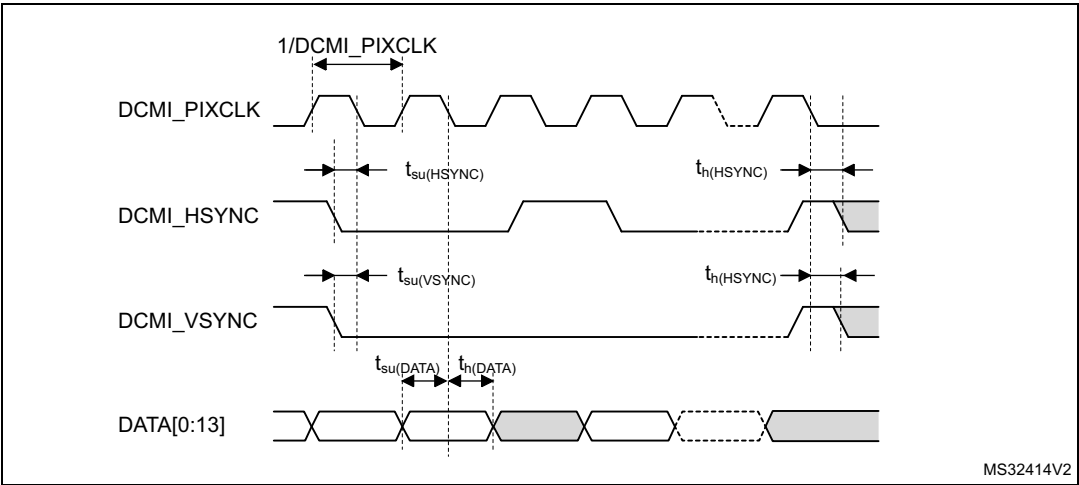 1/DCMI_PIXCLK
DCMI_PIXCLK
tsu(HSYNC)
th(HSYNC)
DCMI_HSYNC
tsu(VSYNC)
th(HSYNC)
DCMI_VSYNC
tsu(DATA) th(DATA)
DATA[0:13]
MS32414V2